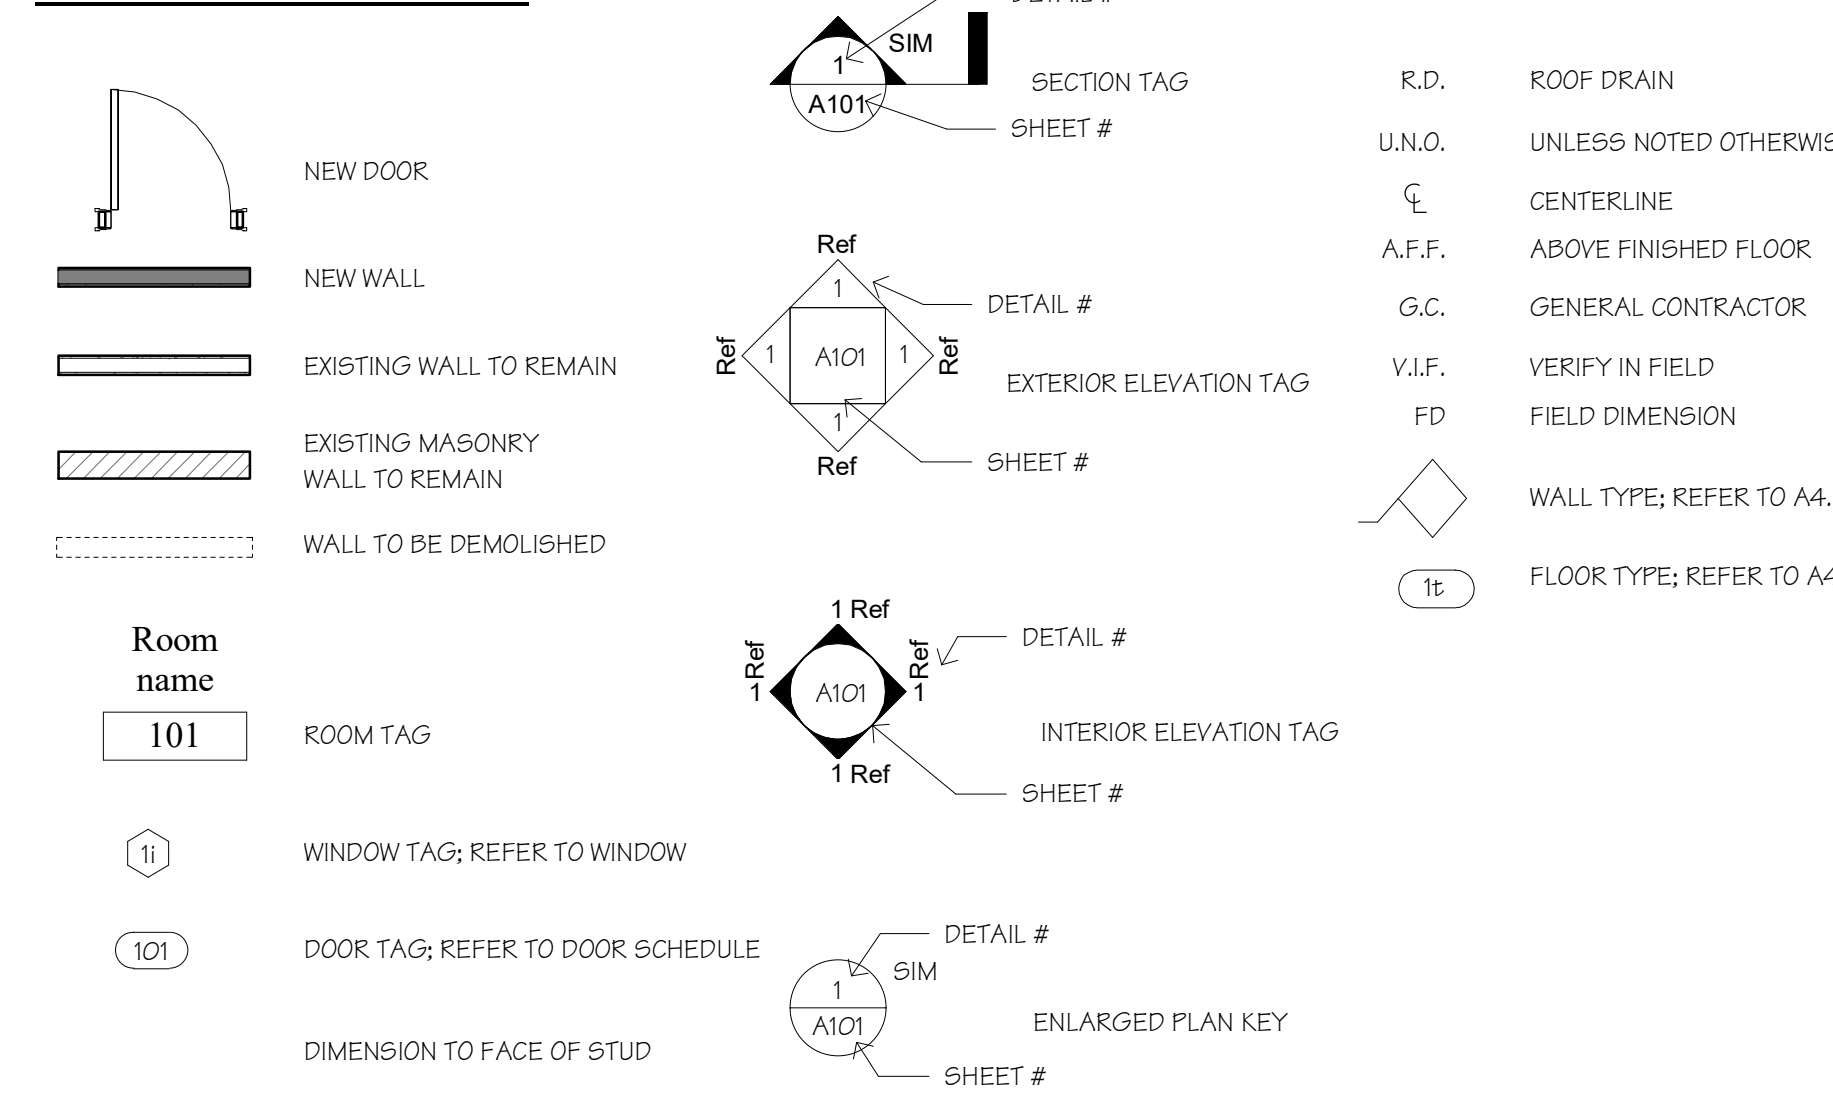 NEW DOOR
NEW WALL
EXISTING WALL TO REMAIN
EXISTING MASONRY
WALL TO REMAIN
WALL TO BE DEMOLISHED
Room
name
101
ROOM TAG
1i
WINDOW TAG; REFER TO WINDOW
101
DOOR TAG; REFER TO DOOR SCHEDULE
DIMENSION TO FACE OF STUD
SIM
1
A101
SECTION TAG
SHEET #
Ref
1
DETAIL #
Ref
1
A101
1
Ref
EXTERIOR ELEVATION TAG
1
Ref
SHEET #
1 Ref
DETAIL #
Ref
1
A101
Ref
1
INTERIOR ELEVATION TAG
1 Ref
SHEET #
DETAIL #
SIM
1
A101
ENLARGED PLAN KEY
SHEET #
R.D. ROOF DRAIN
U.N.O. UNLESS NOTED
℄ CENTERLINE
A.F.F. ABOVE FINISHED FLOOR
G.C. GENERAL CONTRACTOR
V.I.F. VERIFY IN FIELD
FD FIELD DIMENSION
WALL TYPE; REFER TO A4.
1t FLOOR TYPE; REFER TO